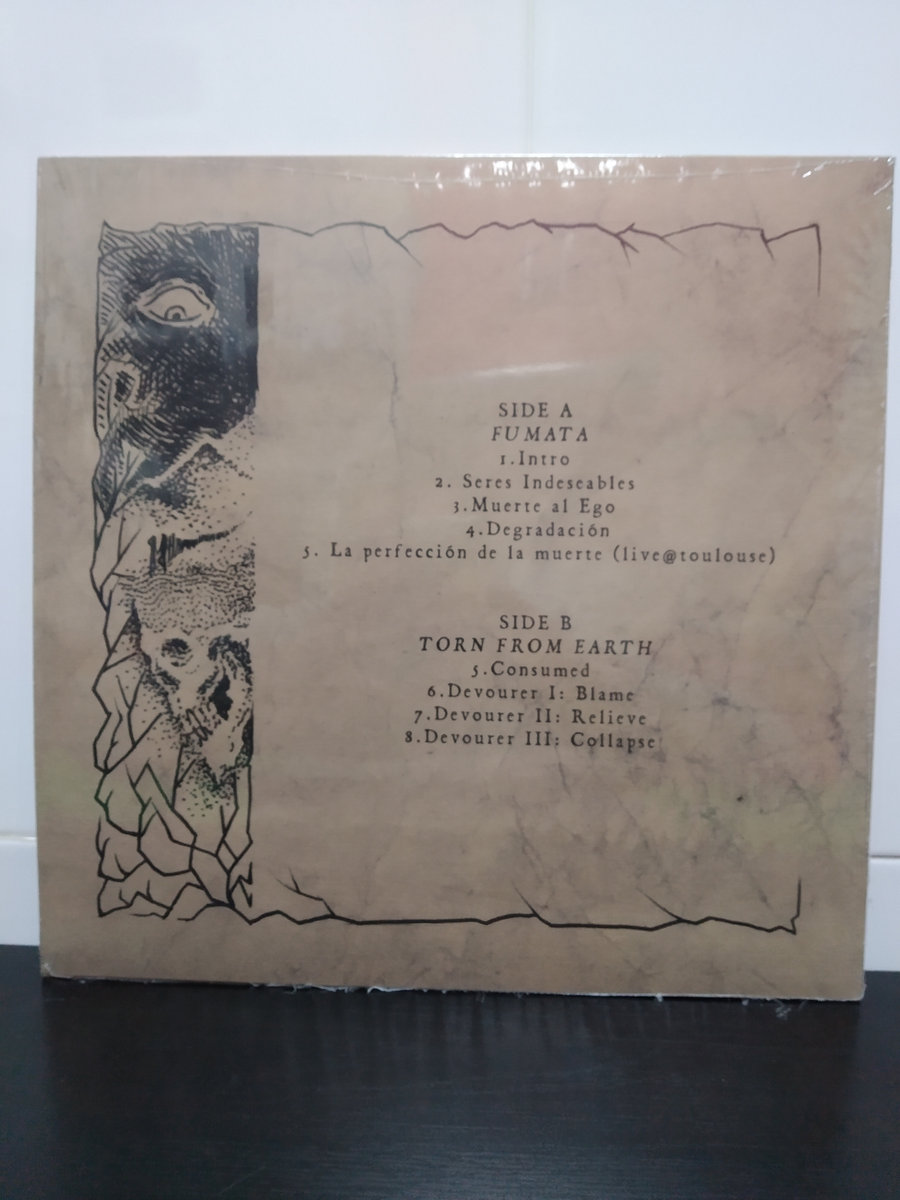 SIDE A
FUMATA
1.Intro
2. Seres Indeseables
3.Muerte al Ego
4.Degradación
5. La perfección de la muerte (live@toulouse)
SIDE B
TORN FROM EARTH
5.Consumed
6.Devourer I: Blame
7.Devourer II: Relieve
8.Devourer III: Collapse